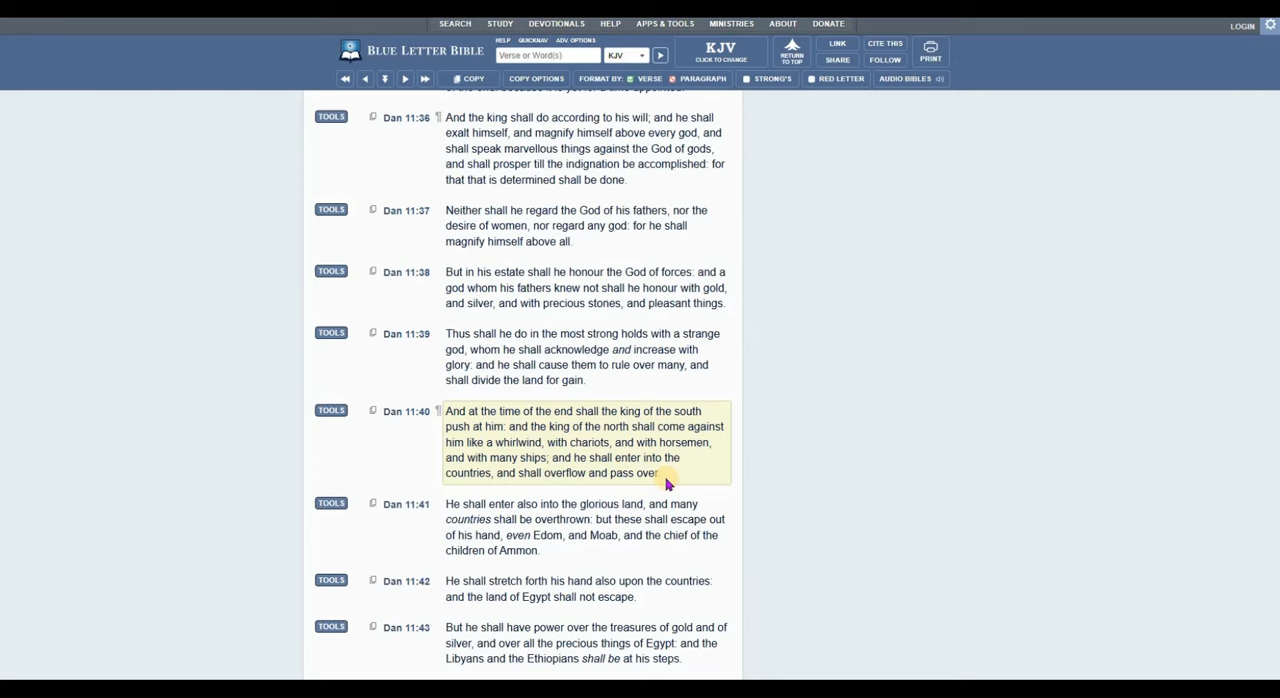 SEARCH STUDY DEVOTIONALS HELP APPS & TOOLS MINISTRIES ABOUT DONATE
LOGIN
BLUE LETTER BIBLE
HELP QUICKNAV ADV. OPTIONS
Verse or Word(s) KJV
KJV
CLICK TO CHANGE
RETURN TO TOP
LINK CITE THIS
SHARE FOLLOW
PRINT
COPY COPY OPTIONS FORMAT BY: VERSE PARAGRAPH STRONG'S RED LETTER AUDIO BIBLES
TOOLS Dan 11:36 ¶ And the king shall do according to his will; and he shall
exalt himself, and magnify himself above every god, and
shall speak marvellous things against the God of gods,
and shall prosper till the indignation be accomplished: for
that that is determined shall be done.
TOOLS Dan 11:37 Neither shall he regard the God of his fathers, nor the
desire of women, nor regard any god: for he shall
magnify himself above all.
TOOLS Dan 11:38 But in his estate shall he honour the God of forces: and a
god whom his fathers knew not shall he honour with gold,
and silver, and with precious stones, and pleasant things.
TOOLS Dan 11:39 Thus shall he do in the most strong holds with a strange
god, whom he shall acknowledge and increase with
glory: and he shall cause them to rule over many, and
shall divide the land for gain.
TOOLS Dan 11:40 ¶ And at the time of the end shall the king of the south
push at him: and the king of the north shall come against
him like a whirlwind, with chariots, and with horsemen,
and with many ships; and he shall enter into the
countries, and shall overflow and pass over.
TOOLS Dan 11:41 He shall enter also into the glorious land, and many
countries shall be overthrown: but these shall escape out
of his hand, even Edom, and Moab, and the chief of the
children of Ammon.
TOOLS Dan 11:42 He shall stretch forth his hand also upon the countries:
and the land of Egypt shall not escape.
TOOLS Dan 11:43 But he shall have power over the treasures of gold and of
silver, and over all the precious things of Egypt: and the
Libyans and the Ethiopians shall be at his steps.